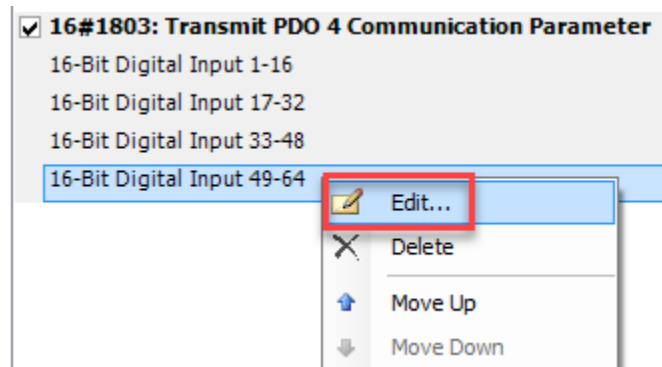 16#1803: Transmit PDO 4 Communication Parameter
16-Bit Digital Input 1-16
16-Bit Digital Input 17-32
16-Bit Digital Input 33-48
16-Bit Digital Input 49-64
Edit...
Delete
Move Up
Move Down